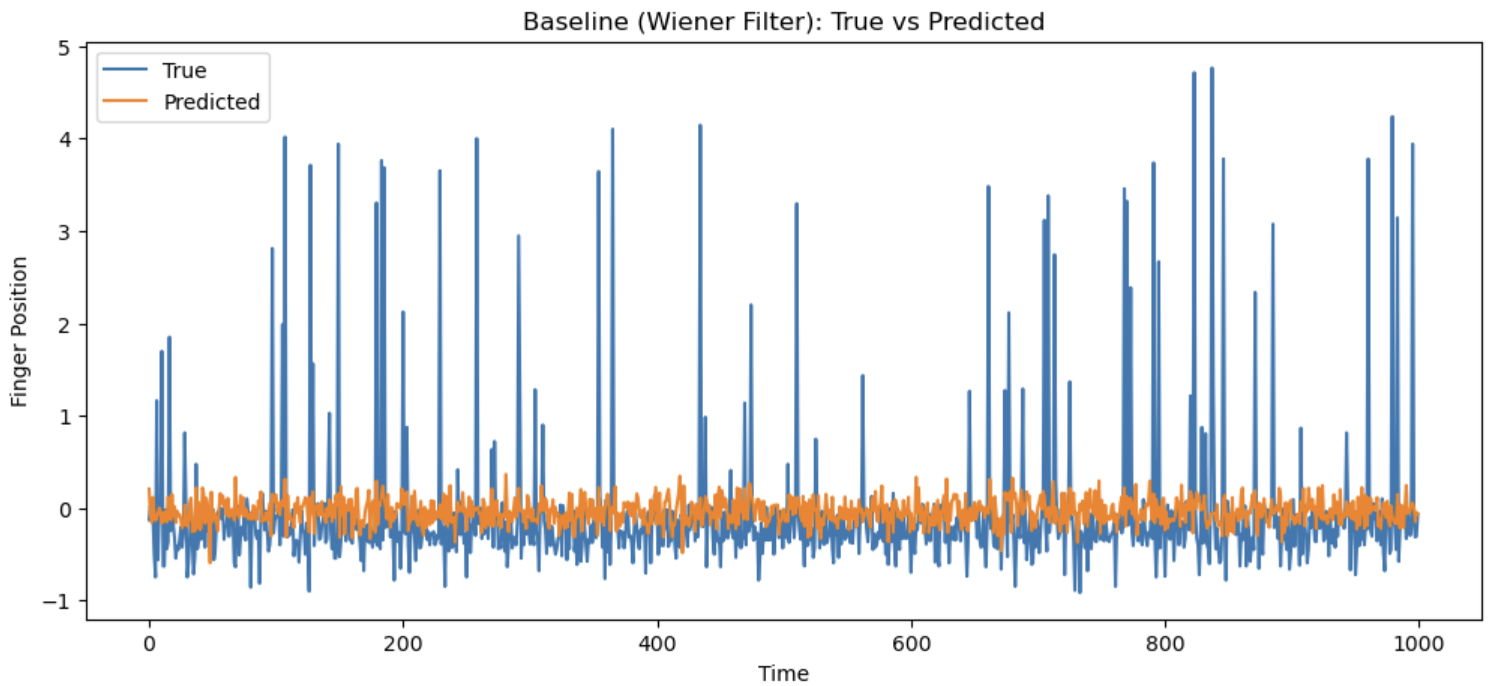 Baseline (Wiener Filter): True vs Predicted
True
Predicted
Finger Position
5
4
3
2
1
0
−1
0
200
400
600
800
1000
Time